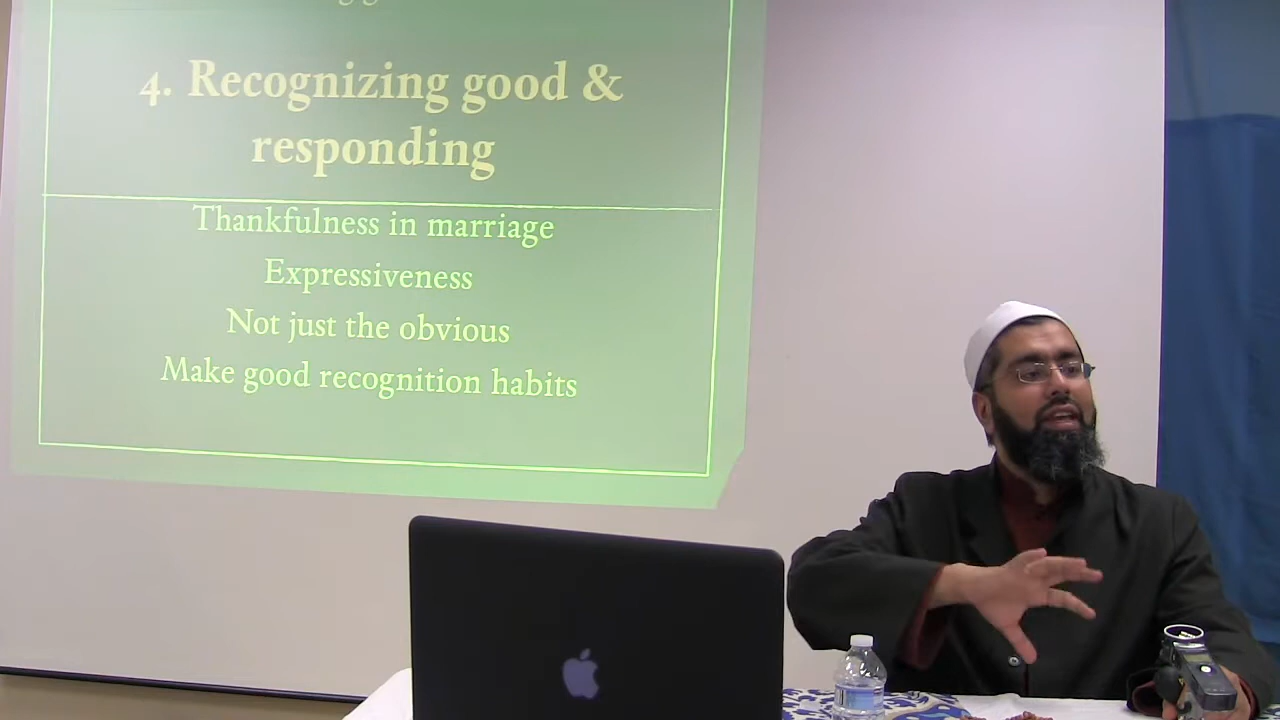 4. Recognizing good &
responding
Thankfulness in marriage
Expressiveness
Not just the obvious
Make good recognition habits